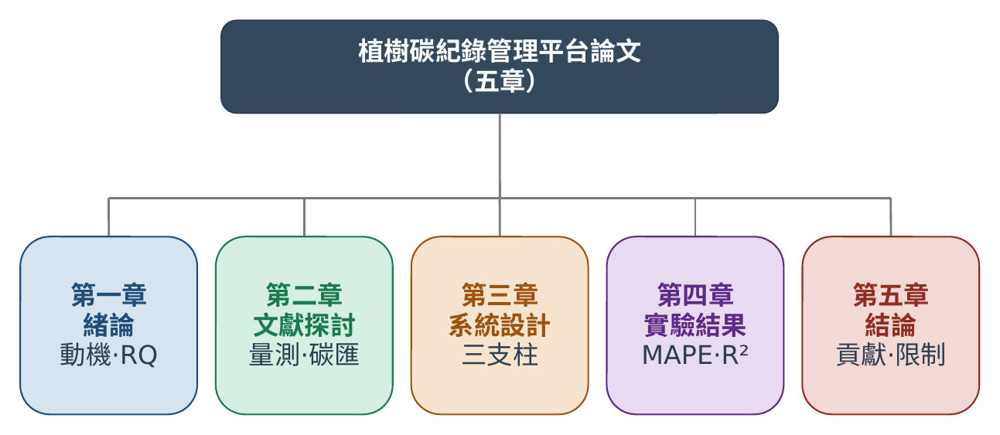 植樹碳紀錄管理平台論文
（五章）
第一章
緒論
動機·RQ
第二章
文獻探討
量測·碳匯
第三章
系統設計
三支柱
第四章
實驗結果
MAPE·R²
第五章
結論
貢獻·限制